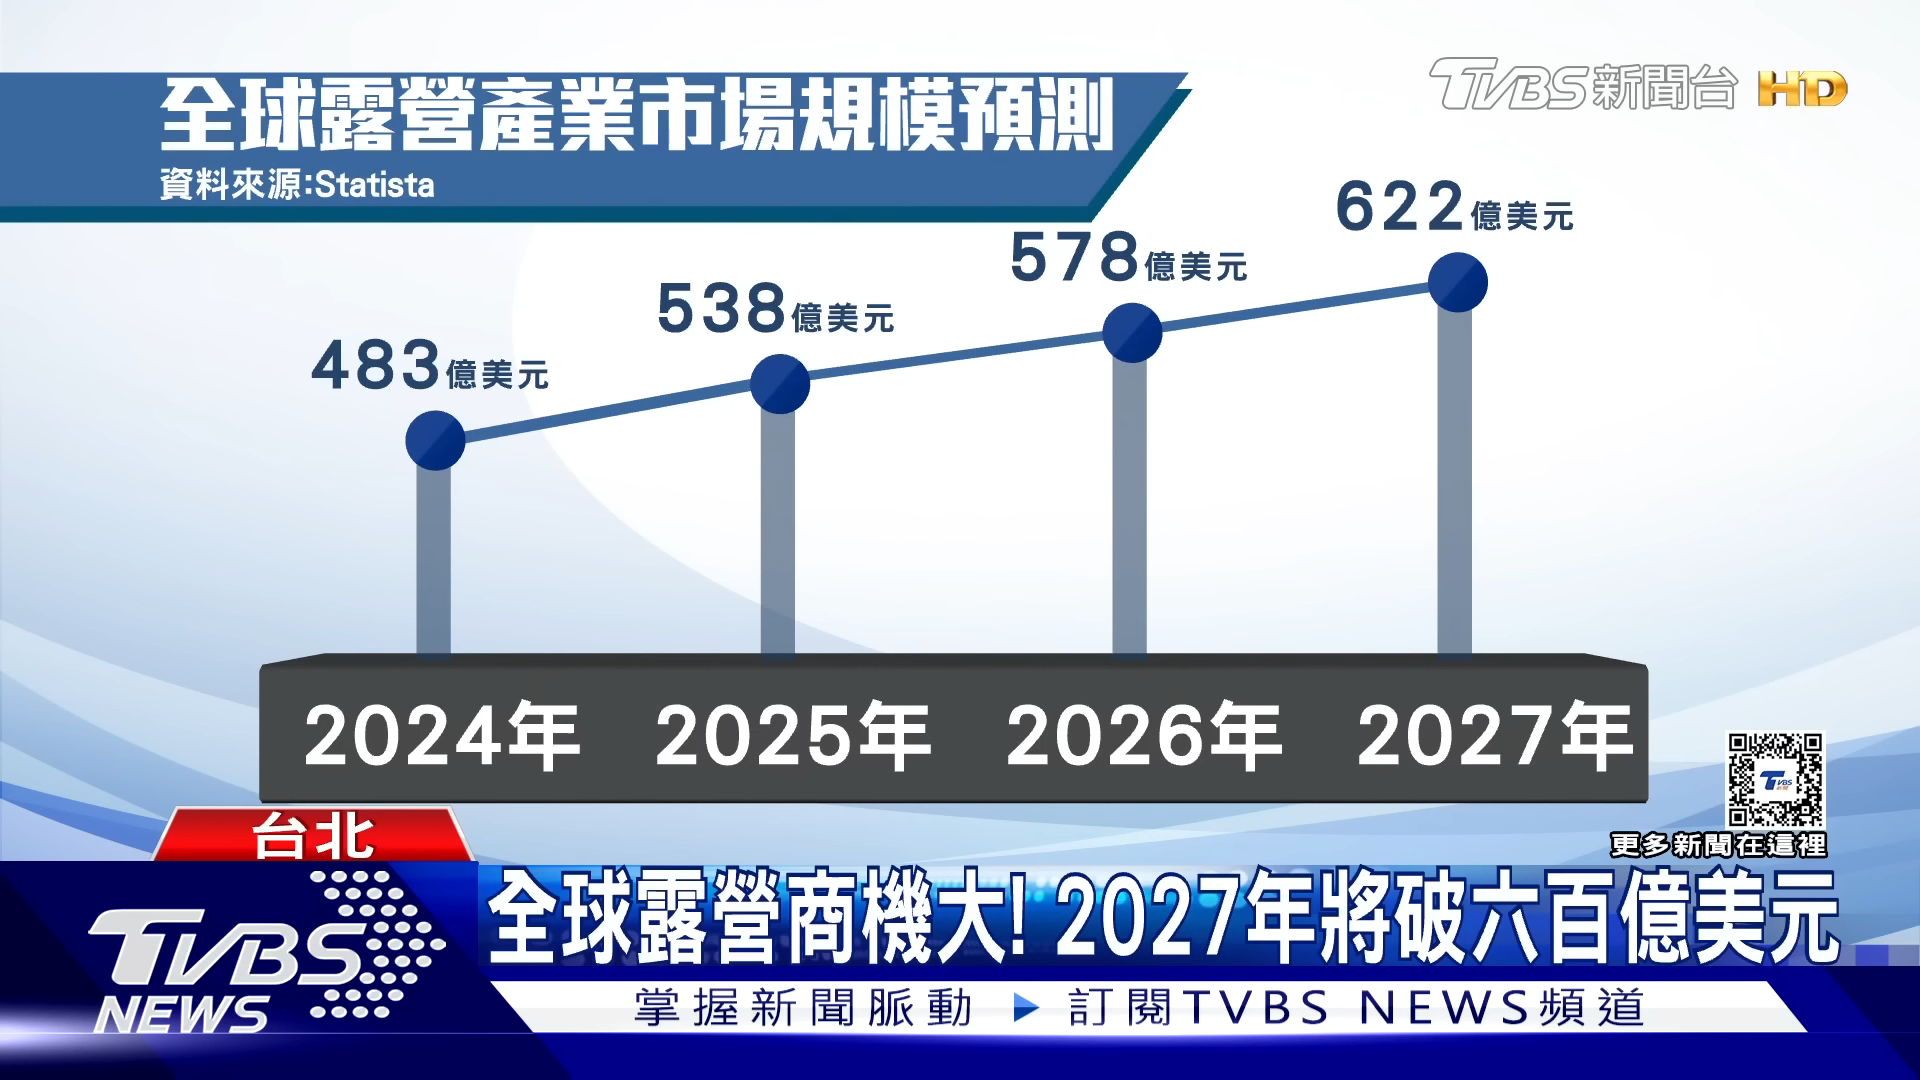 全球露營產業市場規模預測
資料來源:Statista
TVBS新聞台 HD
483億美元
538億美元
578億美元
622億美元
2024年 2025年 2026年 2027年
TVBS新聞
更多新聞在這裡
台北
全球露營商機大! 2027年將破六百億美元
TVBS NEWS
掌握新聞脈動 ▶ 訂閱TVBS NEWS頻道